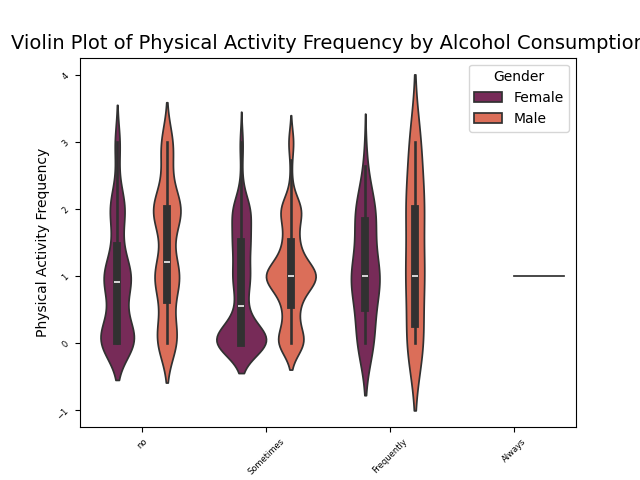 Violin Plot of Physical Activity Frequency by Alcohol Consumption
Gender
Female
Male
Physical Activity Frequency
4
3
2
1
0
−1
no
Sometimes
Frequently
Always